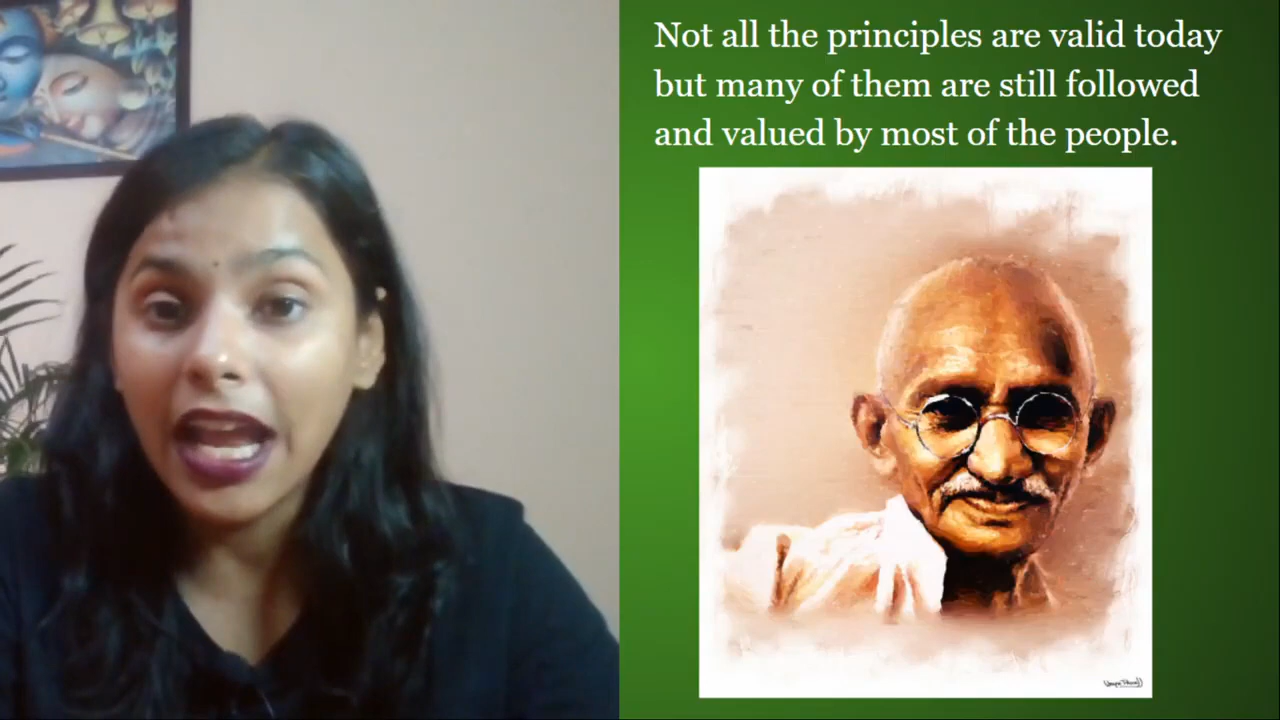 Not all the principles are valid today
but many of them are still followed
and valued by most of the people.